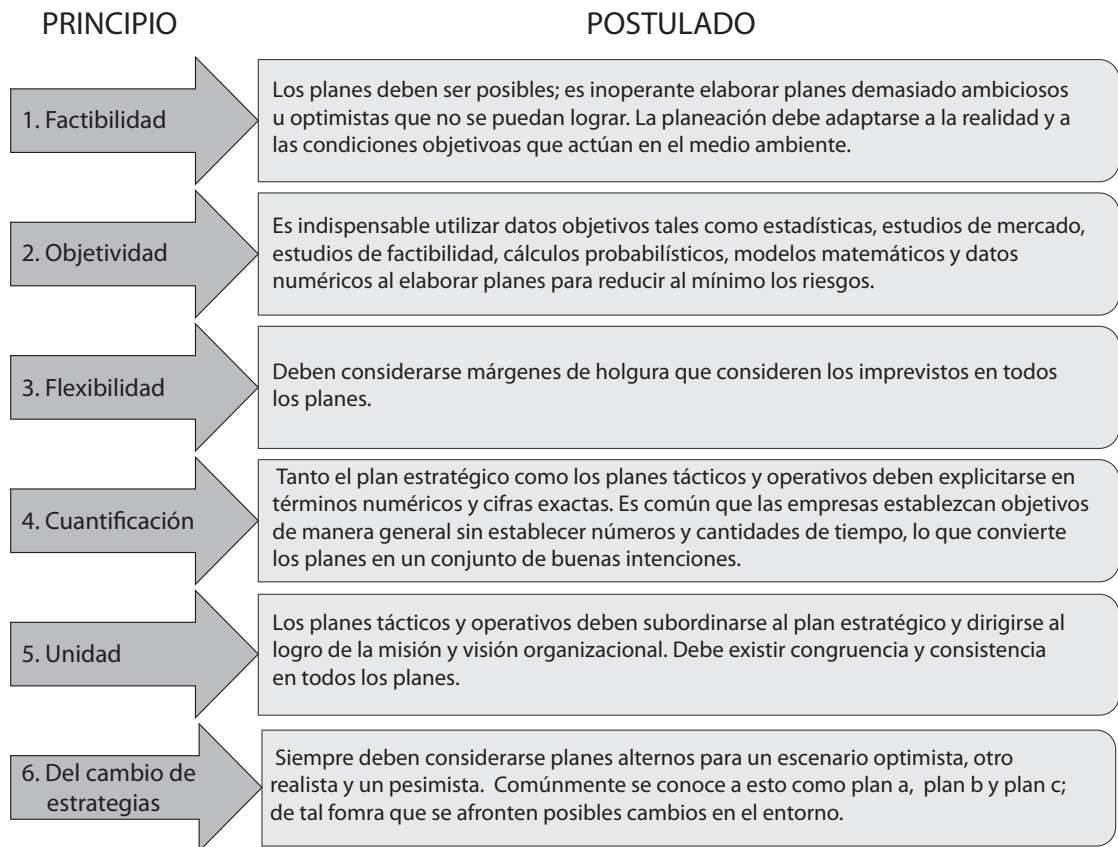 PRINCIPIO
POSTULADO
1. Factibilidad
Los planes deben ser posibles; es inoperante elaborar planes demasiado ambiciosos
u optimistas que no se puedan lograr. La planeación debe adaptarse a la realidad y a
las condiciones objetivoas que actúan en el medio ambiente.
2. Objetividad
Es indispensable utilizar datos objetivos tales como estadísticas, estudios de mercado,
estudios de factibilidad, cálculos probabilísticos, modelos matemáticos y datos
numéricos al elaborar planes para reducir al mínimo los riesgos.
3. Flexibilidad
Deben considerarse márgenes de holgura que consideren los imprevistos en todos
los planes.
4. Cuantificación
Tanto el plan estratégico como los planes tácticos y operativos deben explicitarse en
términos numéricos y cifras exactas. Es común que las empresas establezcan objetivos
de manera general sin establecer números y cantidades de tiempo, lo que convierte
los planes en un conjunto de buenas intenciones.
5. Unidad
Los planes tácticos y operativos deben subordinarse al plan estratégico y dirigirse al
logro de la misión y visión organizacional. Debe existir congruencia y consistencia
en todos los planes.
6. Del cambio de
estrategias
Siempre deben considerarse planes alternos para un escenario optimista, otro
realista y un pesimista. Comúnmente se conoce a esto como plan a, plan b y plan c;
de tal fomra que se afronten posibles cambios en el entorno.